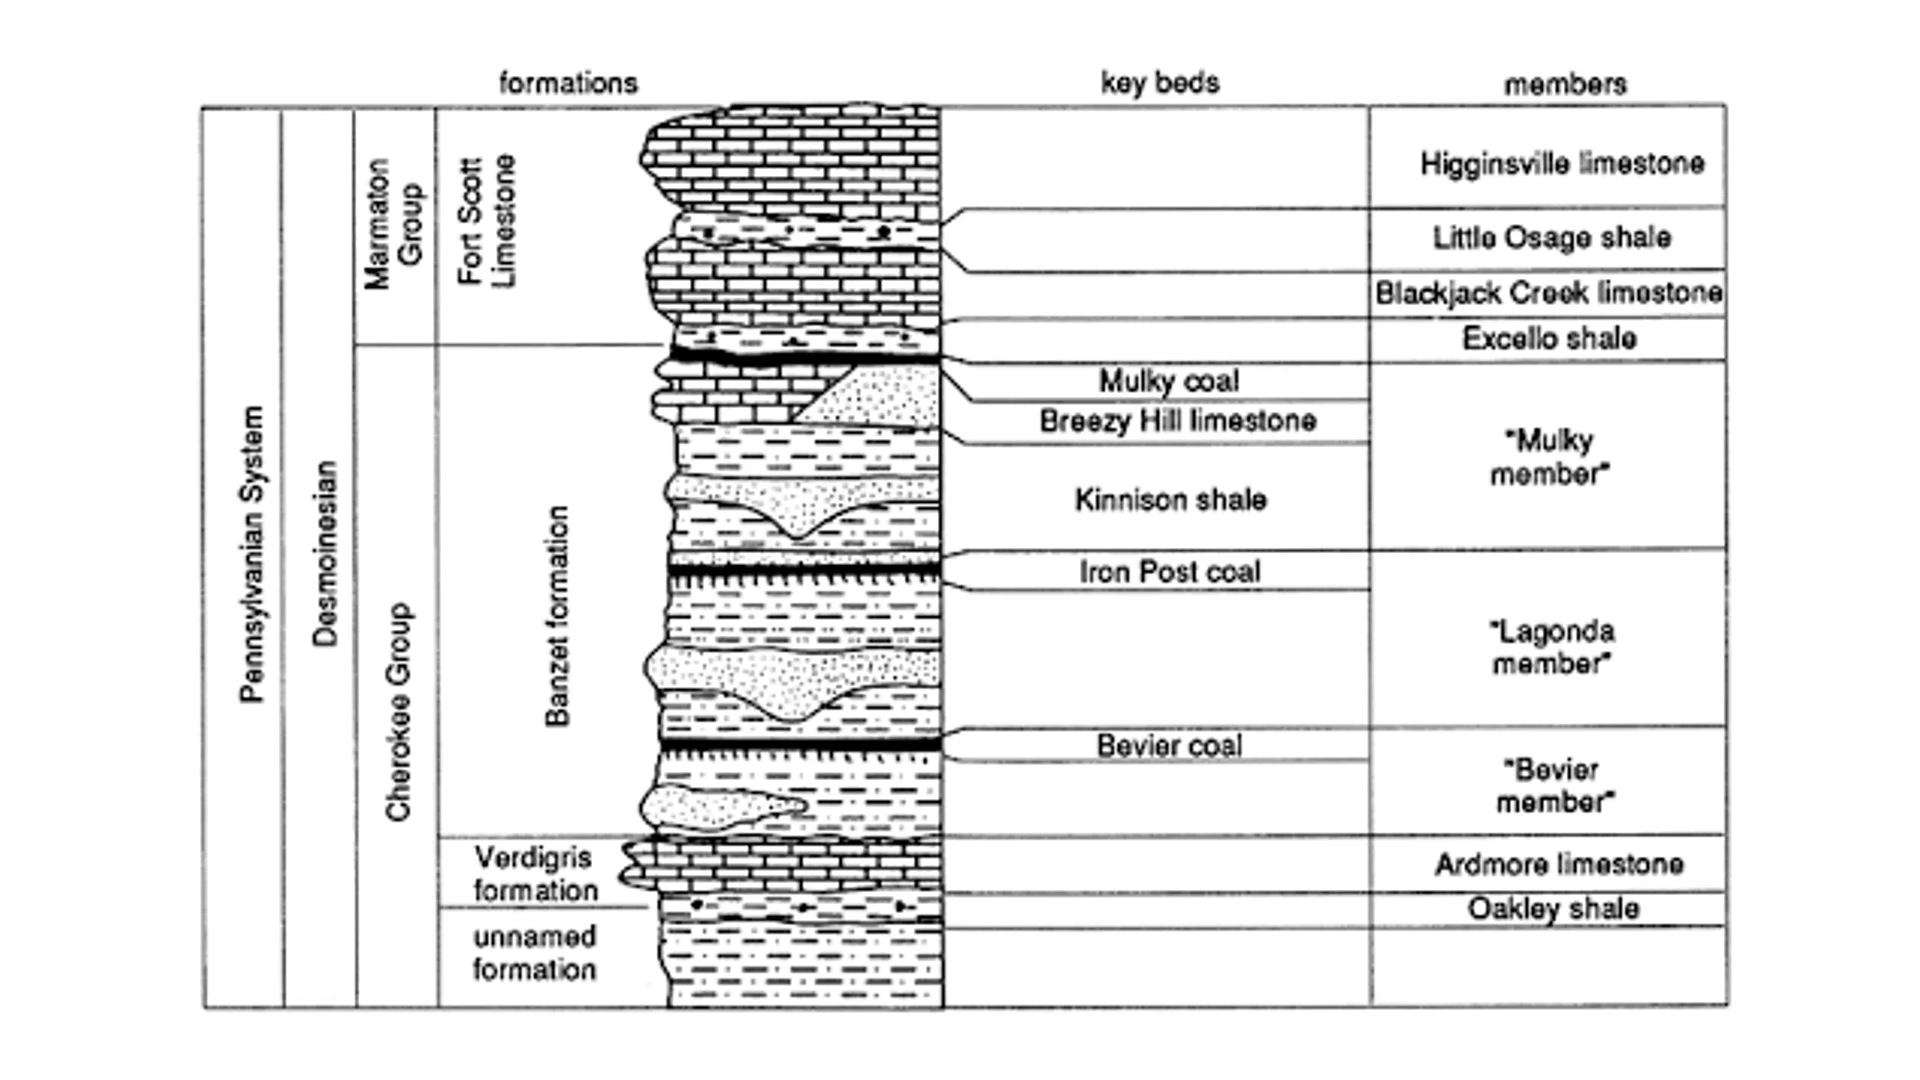 formations
key beds
members
Pennsylvanian System
Desmoinesian
Marmaton
Group
Cherokee Group
Fort Scott
Limestone
Banzet formation
Verdigris
formation
unnamed
formation
Mulky coal
Breezy Hill limestone
Kinnison shale
Iron Post coal
Bevier coal
Higginsville limestone
Little Osage shale
Blackjack Creek limestone
Excello shale
"Mulky
member"
"Lagonda
member"
"Bevier
member"
Ardmore limestone
Oakley shale